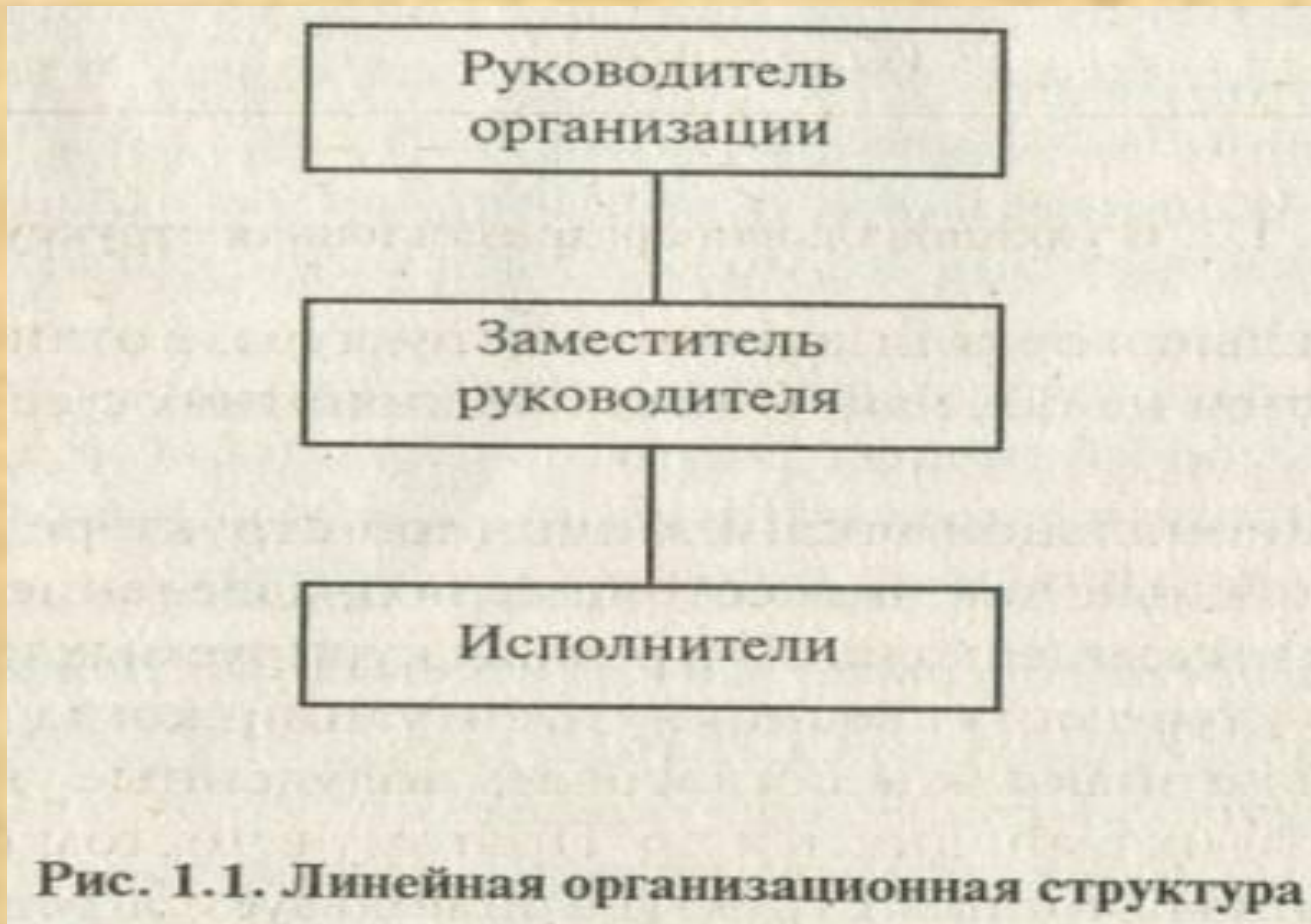 Руководитель
организации
Заместитель
руководителя
Исполнители
Рис. 1.1. Линейная организационная структура